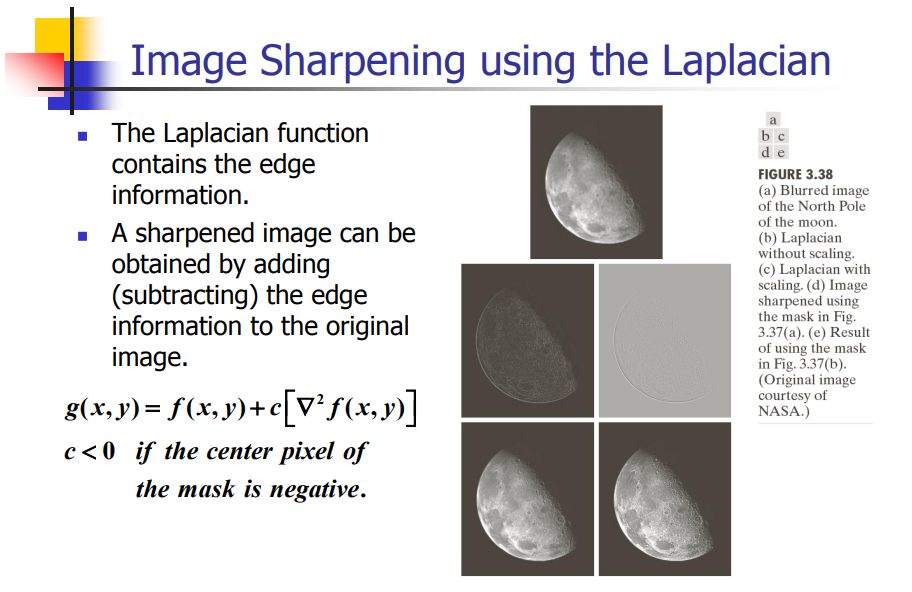 Image Sharpening using the Laplacian
The Laplacian function
contains the edge
information.
A sharpened image can be
obtained by adding
(subtracting) the edge
information to the original
image.
g(x,y) = f(x,y)+c[∇²f(x,y)]
c < 0 if the center pixel of
the mask is negative.
a
b c
d e
FIGURE 3.38
(a) Blurred image
of the North Pole
of the moon.
(b) Laplacian
without scaling.
(c) Laplacian with
scaling. (d) Image
sharpened using
the mask in Fig.
3.37(a). (e) Result
of using the mask
in Fig. 3.37(b).
(Original image
courtesy of
NASA.)